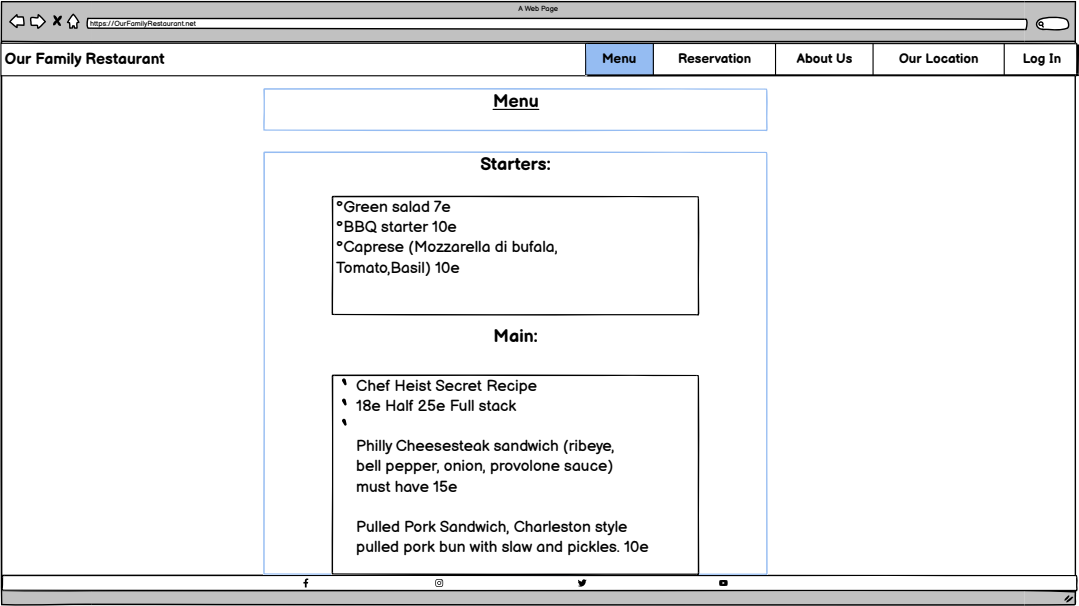 A Web Page
https://OurFamilyRestaurant.net
Our Family Restaurant
Menu
Reservation
About Us
Our Location
Log In
Menu
Starters:
°Green salad 7e
°BBQ starter 10e
°Caprese (Mozzarella di bufala,
Tomato,Basil) 10e
Main:
Chef Heist Secret Recipe
18e Half 25e Full stack
Philly Cheesesteak sandwich (ribeye,
bell pepper, onion, provolone sauce)
must have 15e
Pulled Pork Sandwich, Charleston style
pulled pork bun with slaw and pickles. 10e